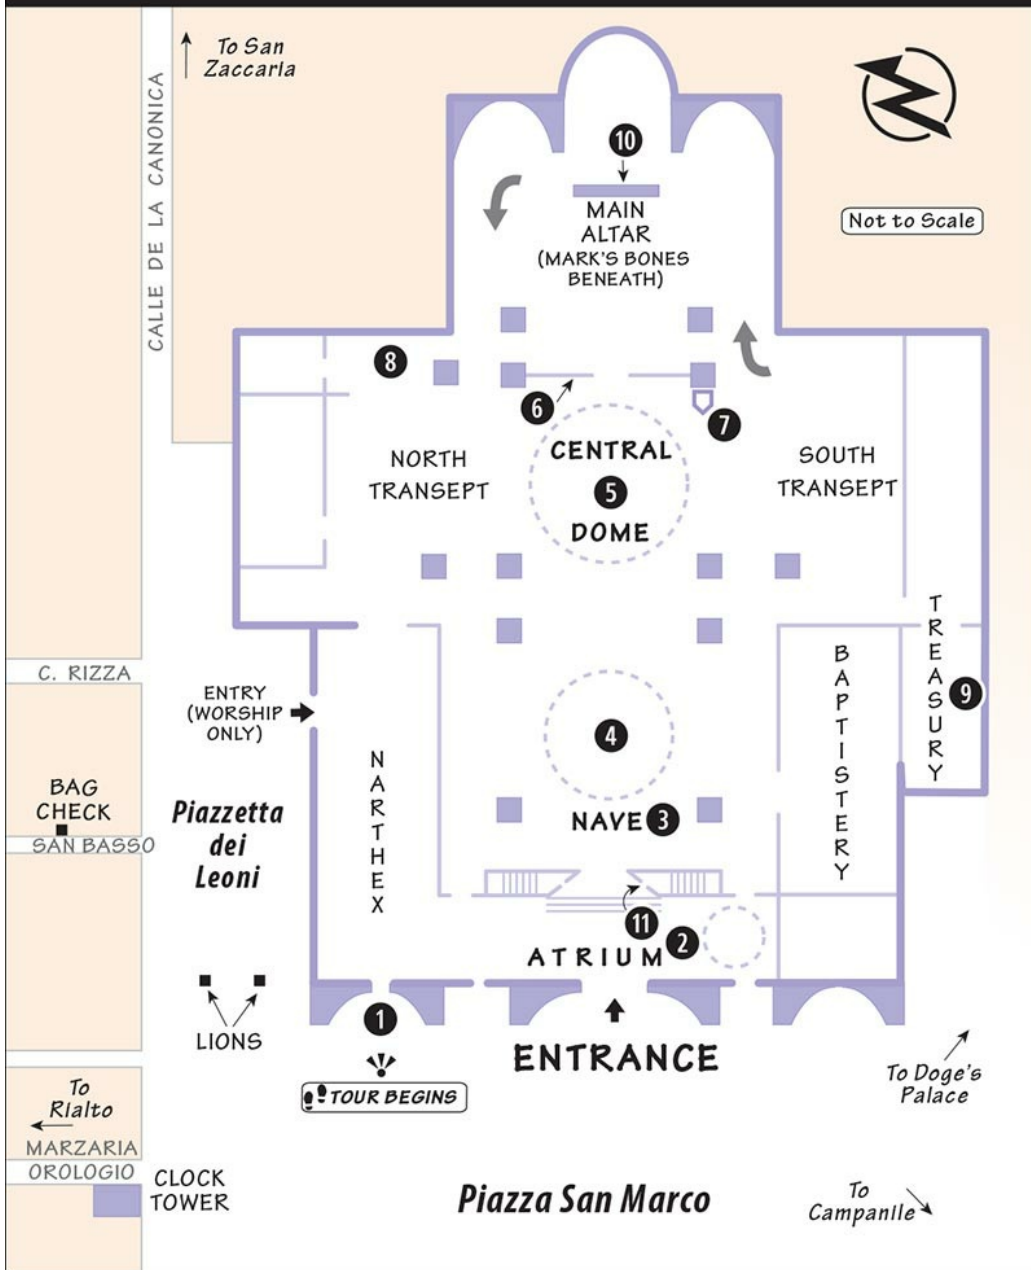 To San
Zaccaria
CALLE DE LA CANONICA
10
MAIN
ALTAR
(MARK'S BONES
BENEATH)
Not to Scale
8
6
7
CENTRAL
5
DOME
NORTH
TRANSEPT
SOUTH
TRANSEPT
C. RIZZA
ENTRY
(WORSHIP
ONLY)
TREASURY
9
BAPTISTERY
4
NARTHEX
BAG
CHECK
SAN BASSO
Piazzetta
dei
Leoni
NAVE 3
11
2
ATRIUM
LIONS
1
TOUR BEGINS
ENTRANCE
To Doge's
Palace
To
Rialto
MARZARIA
OROLOGIO
CLOCK
TOWER
Piazza San Marco
To
Campanile